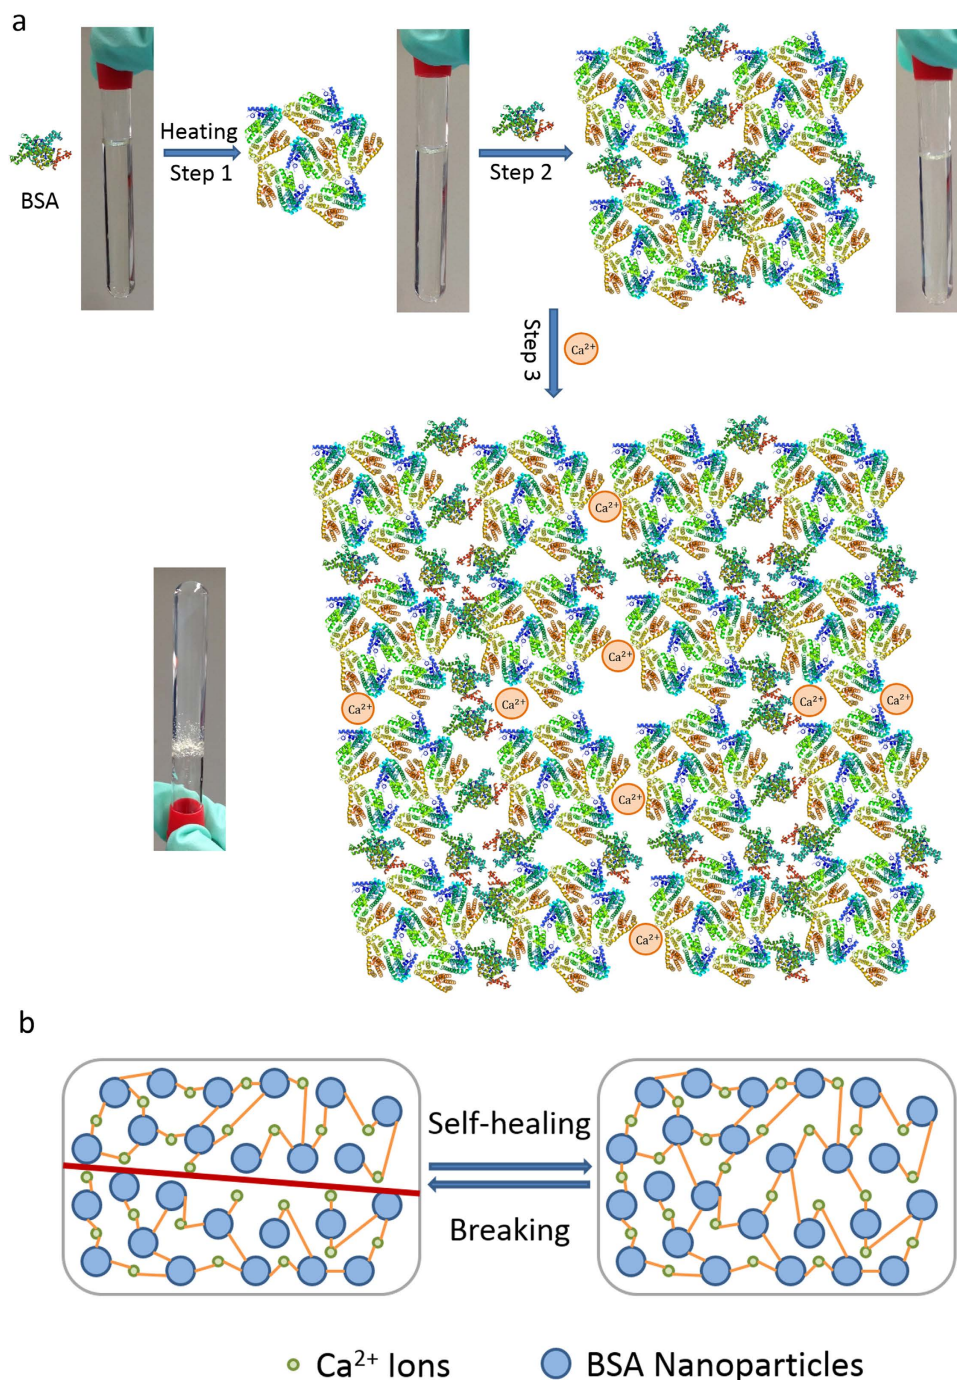 a
BSA
Heating
Step 1
Step 2
Step 3
Ca²⁺
Ca²⁺
Ca²⁺
Ca²⁺
Ca²⁺
Ca²⁺
Ca²⁺
Ca²⁺
Ca²⁺
b
Self-healing
Breaking
Ca²⁺ Ions
BSA Nanoparticles